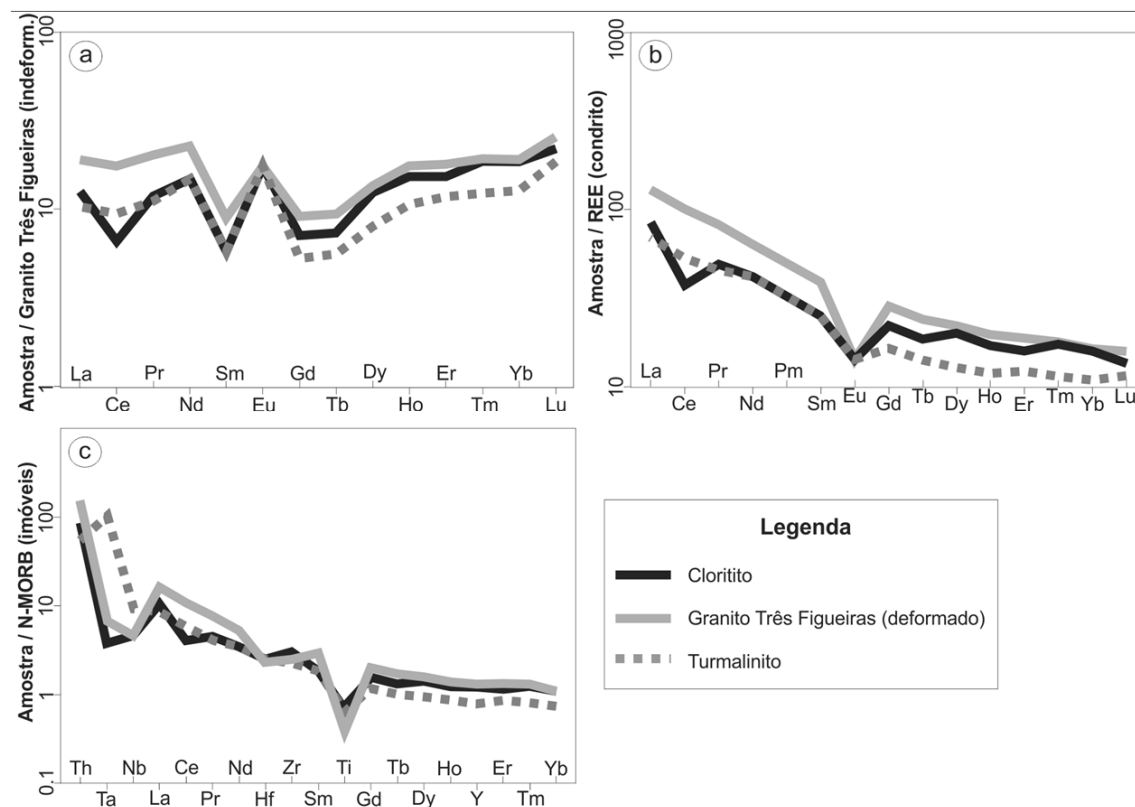 a
100
10
1
Amostra / Granito Três Figueiras (indeform.)
La Pr Sm Gd Dy Er Yb
Ce Nd Eu Tb Ho Tm Lu
b
1000
100
10
Amostra / REE (condrito)
La Pr Pm Eu Gd Tb Dy Ho Er Tm Yb Lu
Ce Nd Sm
c
100
10
1
0,1
Amostra / N-MORB (imóveis)
Th Nb Ce Nd Zr Ti Tb Ho Er Yb
Ta La Pr Hf Sm Gd Dy Y Tm
Legenda
Cloritito
Granito Três Figueiras (deformado)
Turmalinito